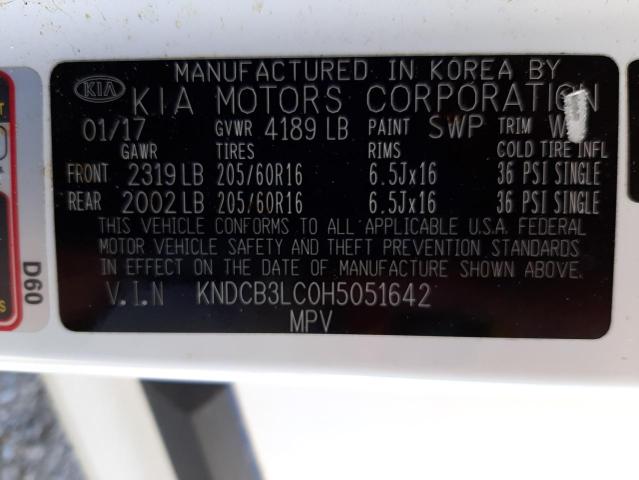 MANUFACTURED IN KOREA BY
KIA KIA MOTORS CORPORATION
01/17 GVWR 4189 LB PAINT SWP TRIM
GAWR TIRES RIMS COLD TIRE INFL
FRONT 2319 LB 205/60R16 6.5Jx16 36 PSI SINGLE
REAR 2002 LB 205/60R16 6.5Jx16 36 PSI SINGLE
THIS VEHICLE CONFORMS TO ALL APPLICABLE U.S.A. FEDERAL
MOTOR VEHICLE SAFETY AND THEFT PREVENTION STANDARDS
IN EFFECT ON THE DATE OF MANUFACTURE SHOWN ABOVE.
V.I.N KNDCB3LC0H5051642
MPV
D60